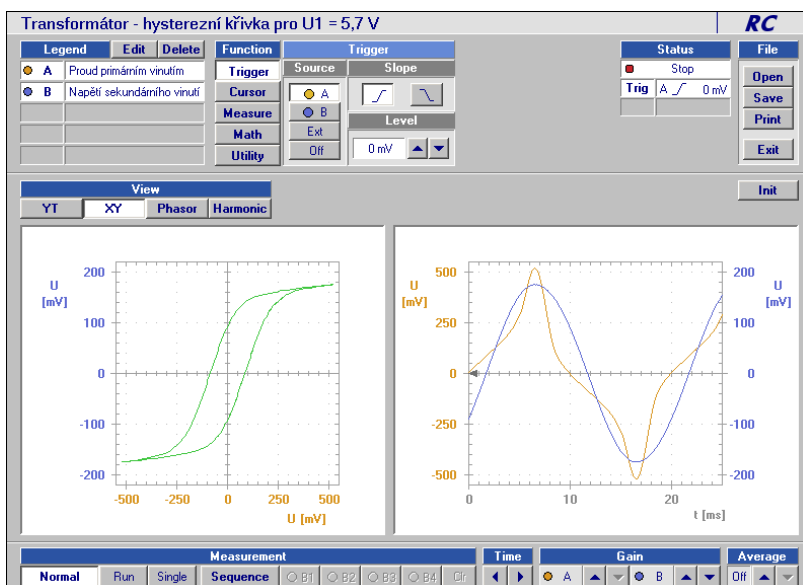 Transformátor - hysterezní křivka pro U1 = 5,7 V
RC
Legend Edit Delete
A Proud primárním vinutím
B Napětí sekundárního vinutí
Function
Trigger
Cursor
Measure
Math
Utility
Trigger
Source Slope
A
B
Ext
Off
Level
0 mV
Status
Stop
Trig A 0 mV
File
Open
Save
Print
Exit
View
YT XY Phasor Harmonic
Init
U
[mV]
200
100
0
-100
-200
-500 -250 0 250 500
U [mV]
U
[mV]
500
250
0
-250
-500
U
[mV]
200
100
0
-100
-200
0 10 20
t [ms]
Measurement
Normal Run Single Sequence B1 B2 B3 B4 Clr
Time
Gain
A B
Average
Off